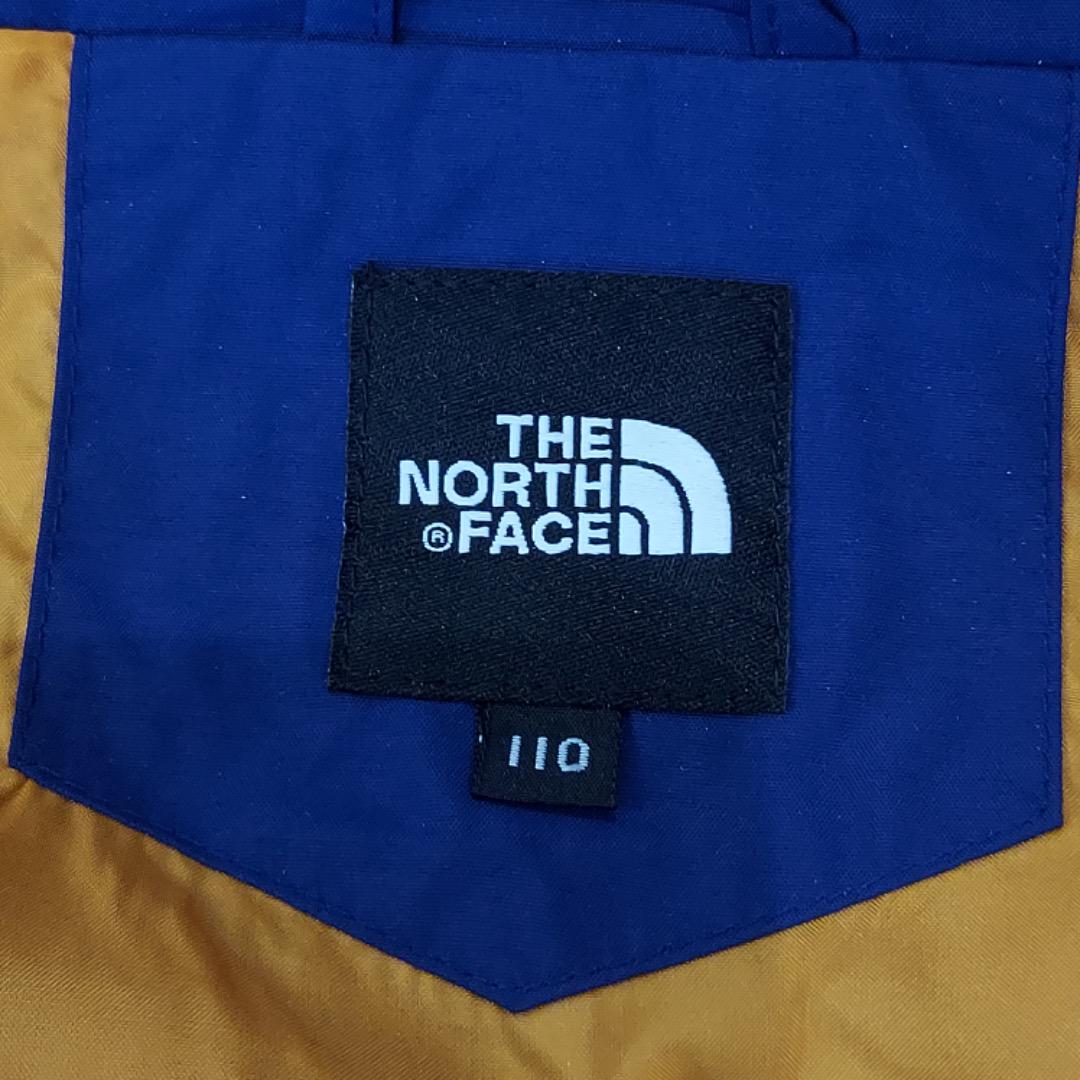 THE
NORTH
®FACE
110